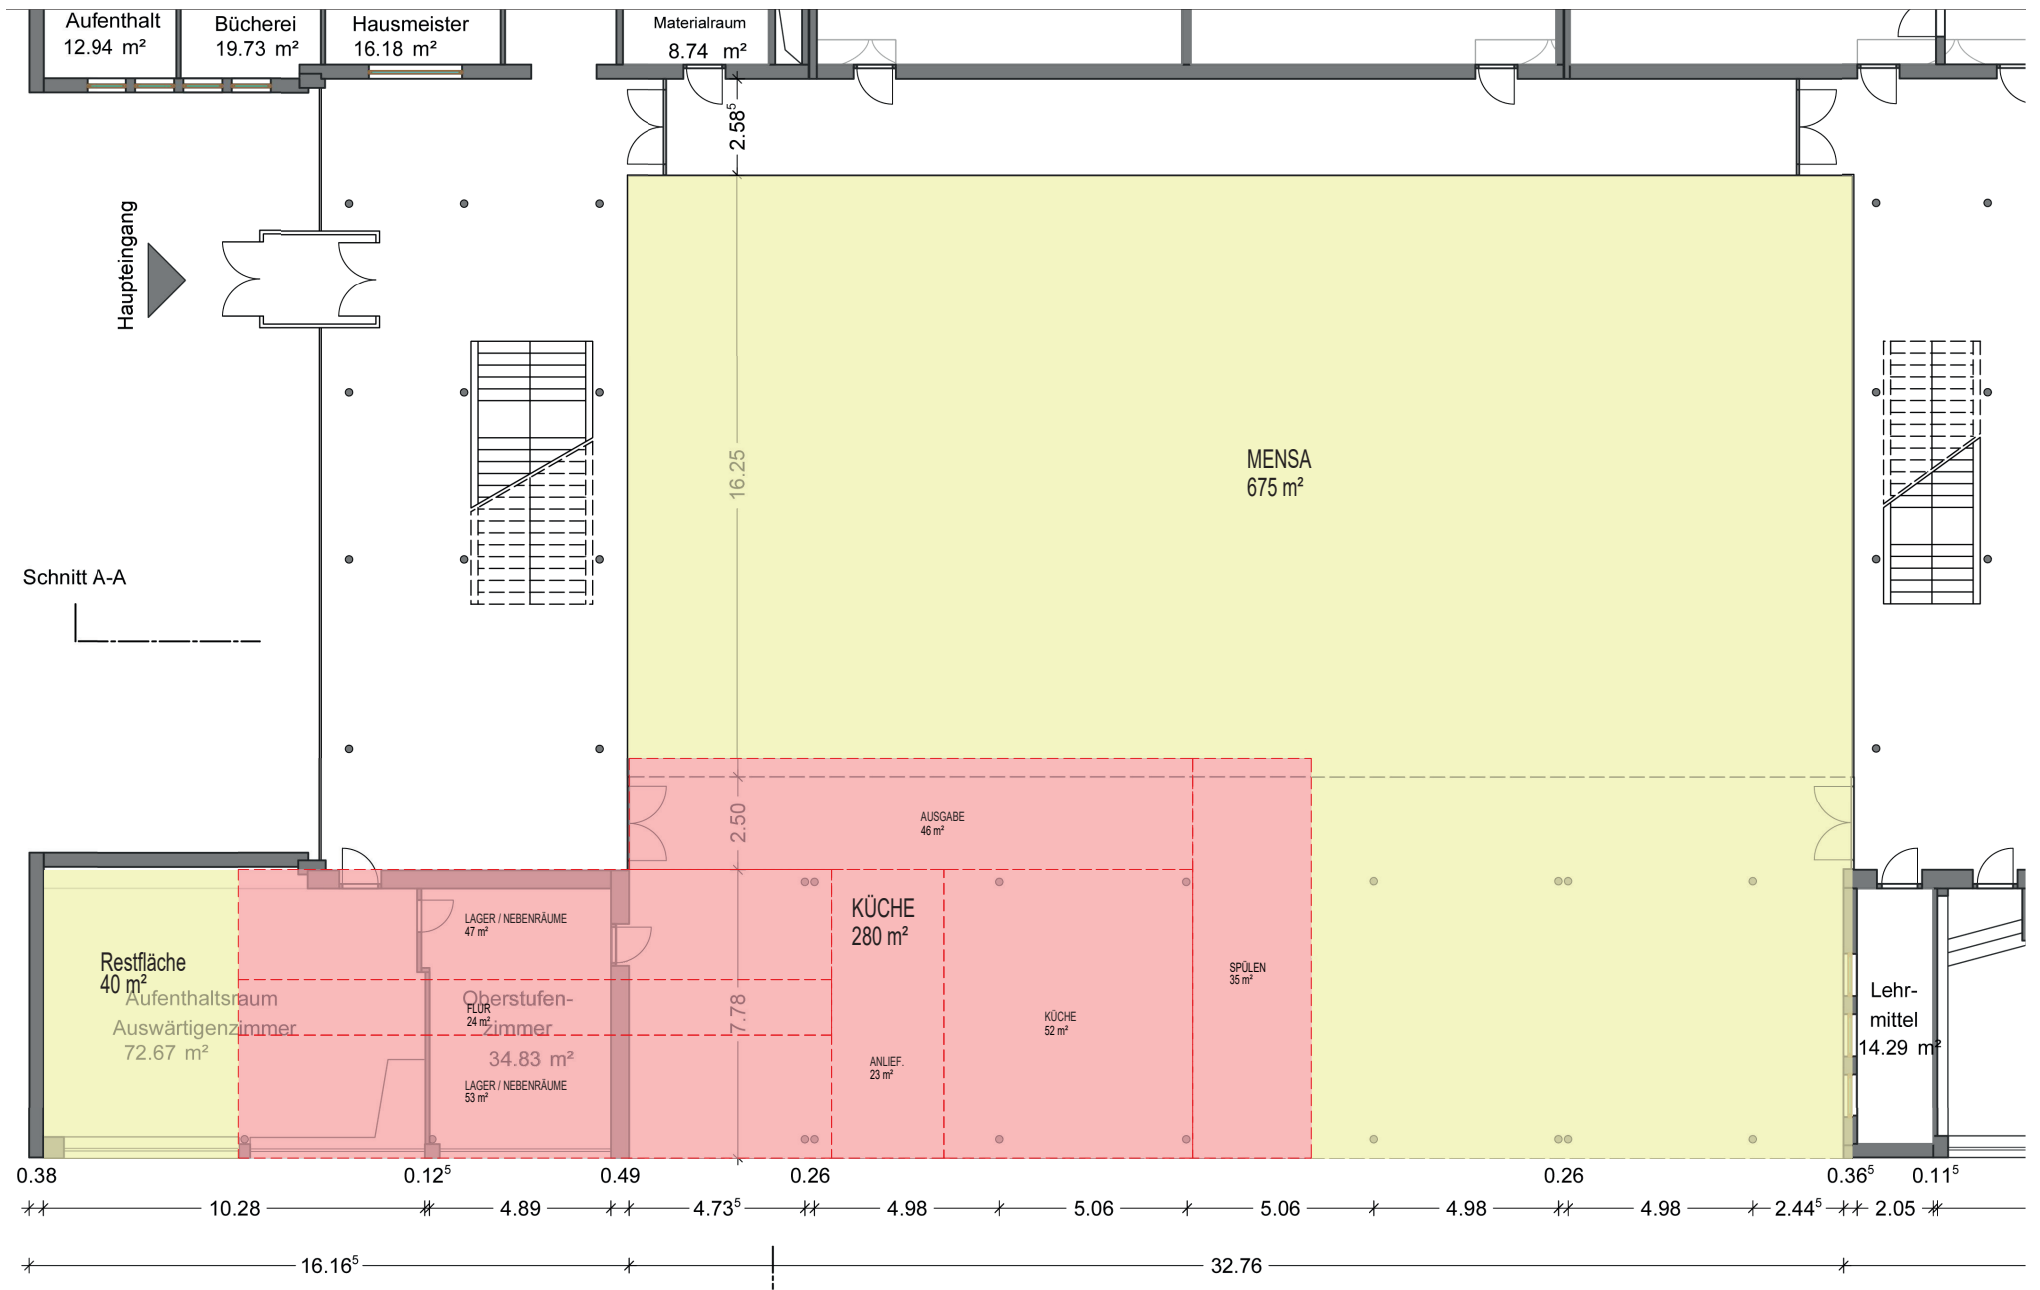 Aufenthalt
12.94 m²
Bücherei
19.73 m²
Hausmeister
16.18 m²
Materialraum
8.74 m²
2.58⁵
Haupteingang
16.25
MENSA
675 m²
Schnitt A-A
2.50
AUSGABE
46 m²
KÜCHE
280 m²
LAGER / NEBENRÄUME
47 m²
Restfläche
40 m²
Aufenthaltsraum
Auswärtigenzimmer
72.67 m²
Oberstufen-
zimmer
34.83 m²
FLUR
24 m²
LAGER / NEBENRÄUME
53 m²
7.78
ANLIEF.
23 m²
KÜCHE
52 m²
SPÜLEN
35 m²
Lehr-
mittel
14.29 m²
0.38 0.12⁵ 0.49 0.26 0.26 0.36⁵ 0.11⁵
10.28 4.89 4.73⁵ 4.98 5.06 5.06 4.98 4.98 2.44⁵ 2.05
16.16⁵ 32.76